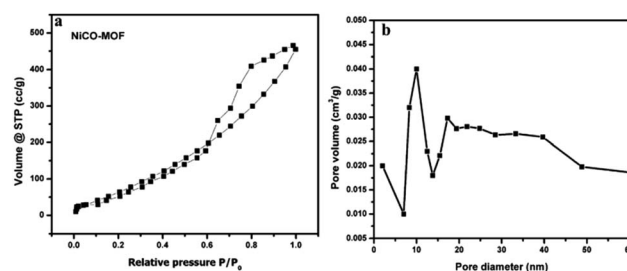 a
NiCO-MOF
Volume @ STP (cc/g)
500
400
300
200
100
0
0.0 0.2 0.4 0.6 0.8 1.0
Relative pressure P/P₀
b
Pore volume (cm³/g)
0.045
0.040
0.035
0.030
0.025
0.020
0.015
0.010
0.005
0 10 20 30 40 50 60
Pore diameter (nm)